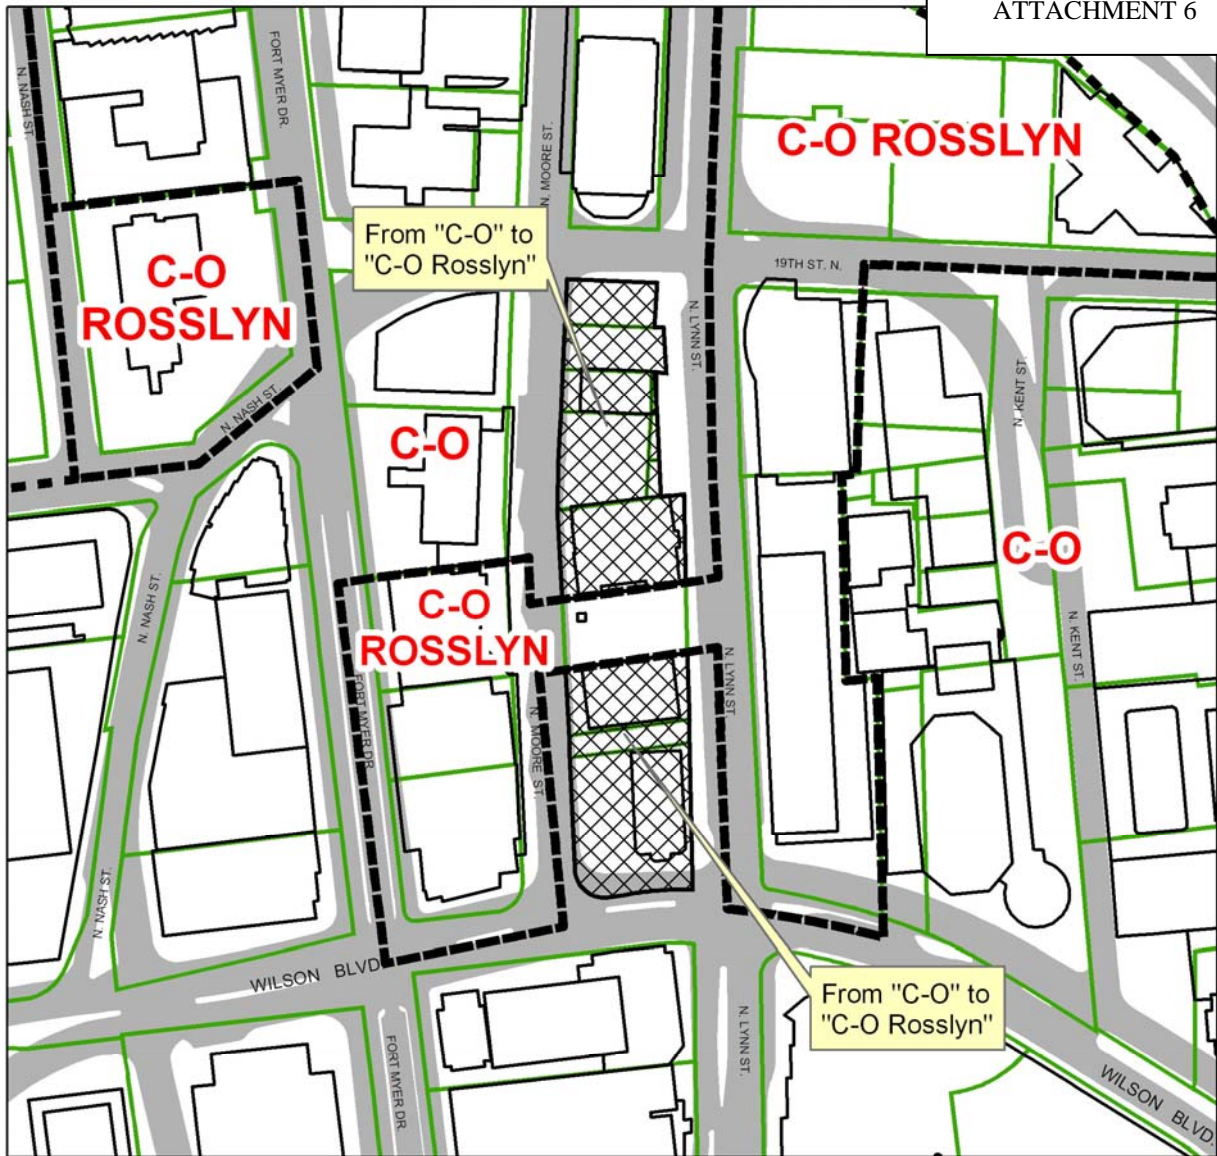 ATTACHMENT 6
N. NASH ST.
FORT MYER DR.
N. MOORE ST.
C-O ROSSLYN
From "C-O" to
"C-O Rosslyn"
19TH ST. N.
C-O
ROSSLYN
N. LYNN ST.
N. KENT ST.
N. NASH ST.
C-O
C-O
N. NASH ST.
C-O
ROSSLYN
N. KENT ST.
FORT MYER DR.
N. MOORE ST.
N. LYNN ST.
N. NASH ST.
WILSON BLVD
From "C-O" to
"C-O Rosslyn"
N. LYNN ST.
FORT MYER DR.
WILSON BLVD.